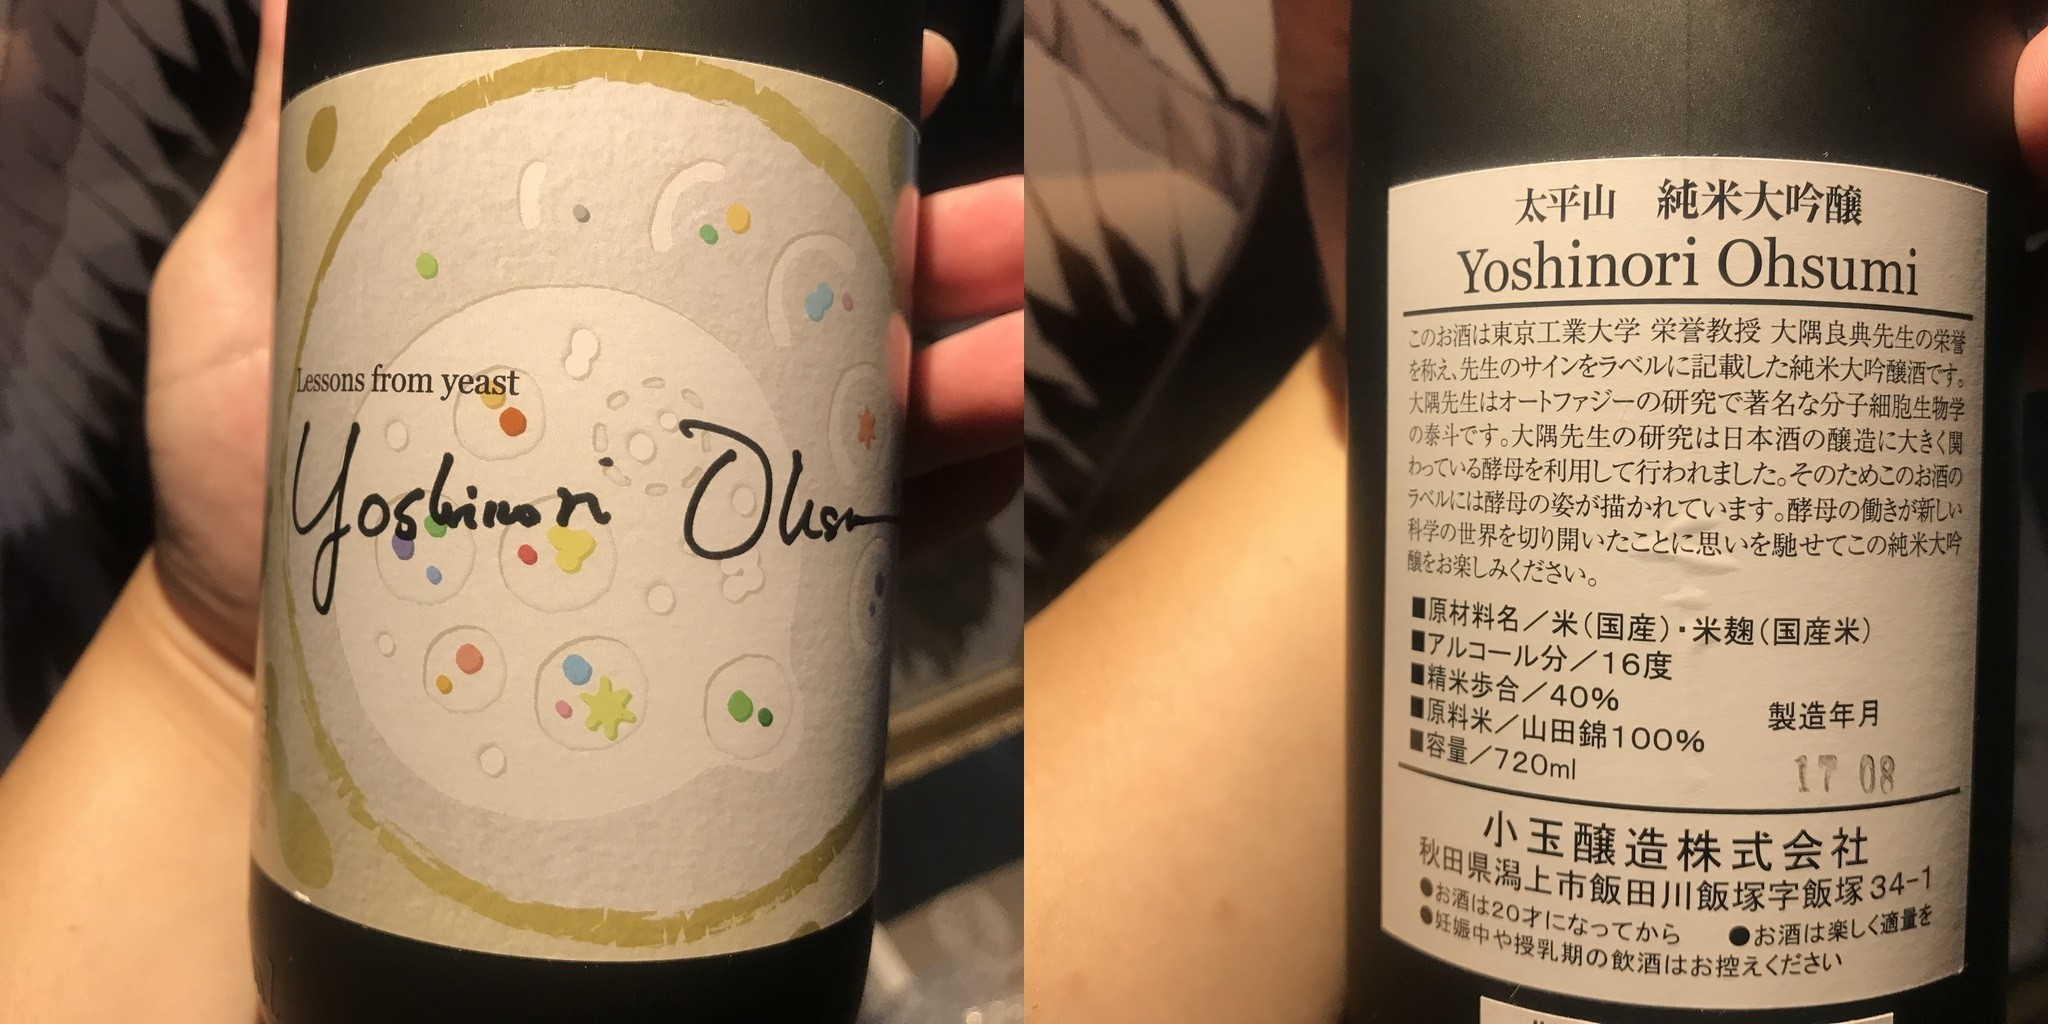 Lessons from yeast
Yoshinori Ohsu
太平山 純米大吟醸
Yoshinori Ohsumi
このお酒は東京工業大学 栄誉教授 大隅良典先生の栄誉
を称え、先生のサインをラベルに記載した純米大吟醸酒です。
大隅先生はオートファジーの研究で著名な分子細胞生物学
の泰斗です。大隅先生の研究は日本酒の醸造に大きく関
わっている酵母を利用して行われました。そのためこのお酒の
ラベルには酵母の姿が描かれています。酵母の働きが新しい
科学の世界を切り開いたことに思いを馳せてこの純米大吟
醸をお楽しみください。
■原材料名／米（国産）・米麹（国産米）
■アルコール分／16度
■精米歩合／40%
■原料米／山田錦100%
■容量／720ml
製造年月
17 08
小玉醸造株式会社
秋田県潟上市飯田川飯塚字飯塚34-1
●お酒は20才になってから ●お酒は楽しく適量を
●妊娠中や授乳期の飲酒はお控えください